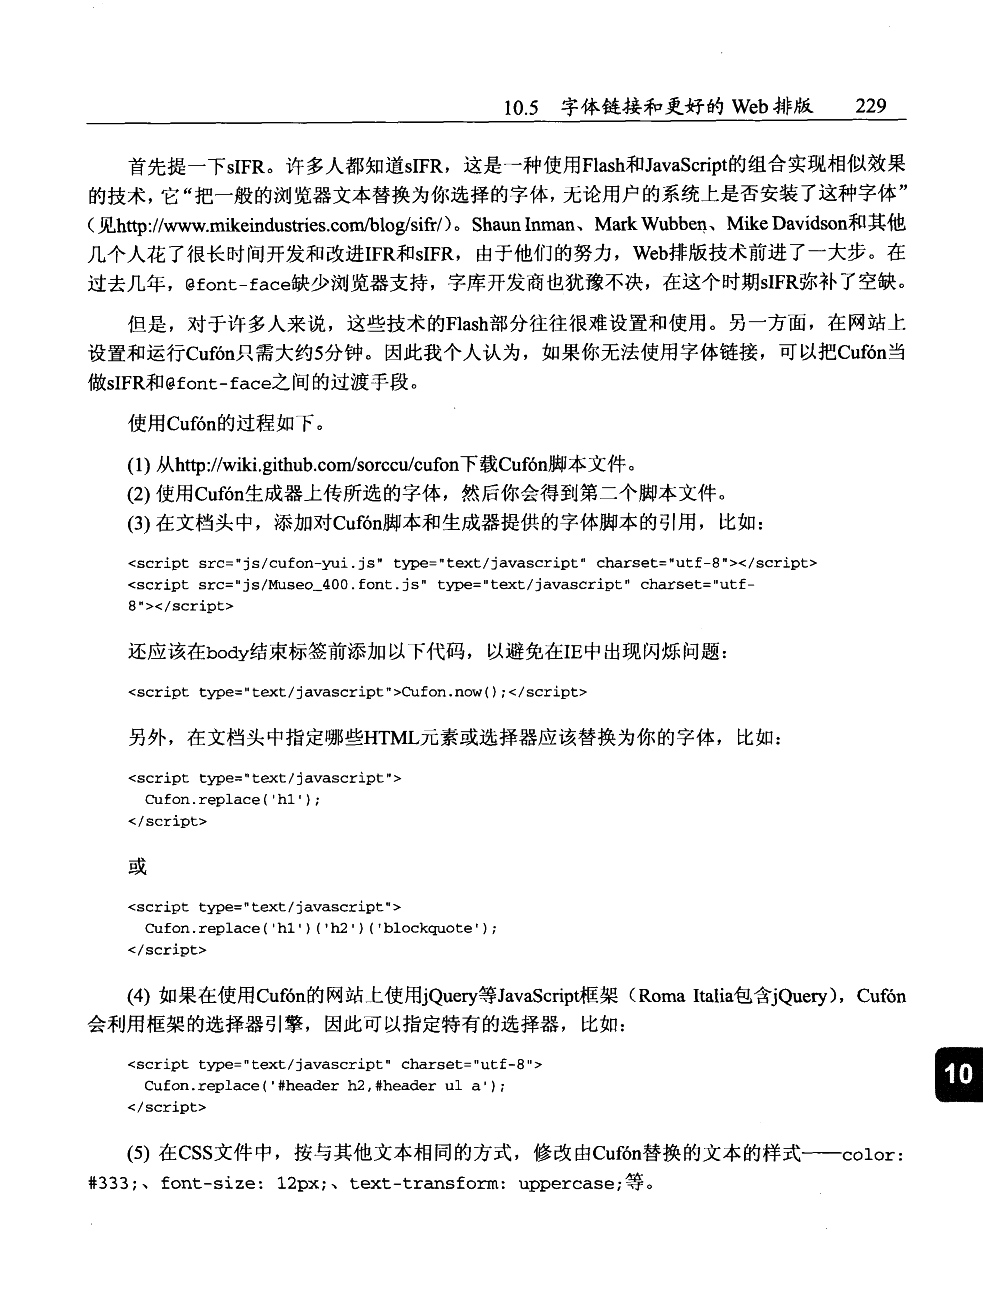 10.5 字体链接和更好的 Web 排版 229
首先提一下sIFR。许多人都知道sIFR，这是一种使用Flash和JavaScript的组合实现相似效果
的技术，它“把一般的浏览器文本替换为你选择的字体，无论用户的系统上是否安装了这种字体”
（见http://www.mikeindustries.com/blog/sifr/）。Shaun Inman、Mark Wubben、Mike Davidson和其他
几个人花了很长时间开发和改进IFR和sIFR，由于他们的努力，Web排版技术前进了一大步。在
过去几年，@font-face缺少浏览器支持，字库开发商也犹豫不决，在这个时期sIFR弥补了空缺。
但是，对于许多人来说，这些技术的Flash部分往往很难设置和使用。另一方面，在网站上
设置和运行Cufón只需大约5分钟。因此我个人认为，如果你无法使用字体链接，可以把Cufón当
做sIFR和@font-face之间的过渡手段。
使用Cufón的过程如下。
(1) 从http://wiki.github.com/sorccu/cufon下载Cufón脚本文件。
(2) 使用Cufón生成器上传所选的字体，然后你会得到第二个脚本文件。
(3) 在文档头中，添加对Cufón脚本和生成器提供的字体脚本的引用，比如：
<script src="js/cufon-yui.js" type="text/javascript" charset="utf-8"></script>
<script src="js/Museo_400.font.js" type="text/javascript" charset="utf-
8"></script>
还应该在body结束标签前添加以下代码，以避免在IE中出现闪烁问题：
<script type="text/javascript">Cufon.now();</script>
另外，在文档头中指定哪些HTML元素或选择器应该替换为你的字体，比如：
<script type="text/javascript">
Cufon.replace('h1');
</script>
或
<script type="text/javascript">
Cufon.replace('h1')('h2')('blockquote');
</script>
(4) 如果在使用Cufón的网站上使用jQuery等JavaScript框架（Roma Italia包含jQuery），Cufón
会利用框架的选择器引擎，因此可以指定特有的选择器，比如：
<script type="text/javascript" charset="utf-8">
Cufon.replace('#header h2,#header ul a');
</script>
10
(5) 在CSS文件中，按与其他文本相同的方式，修改由Cufón替换的文本的样式——color:
#333;、font-size: 12px;、text-transform: uppercase;等。